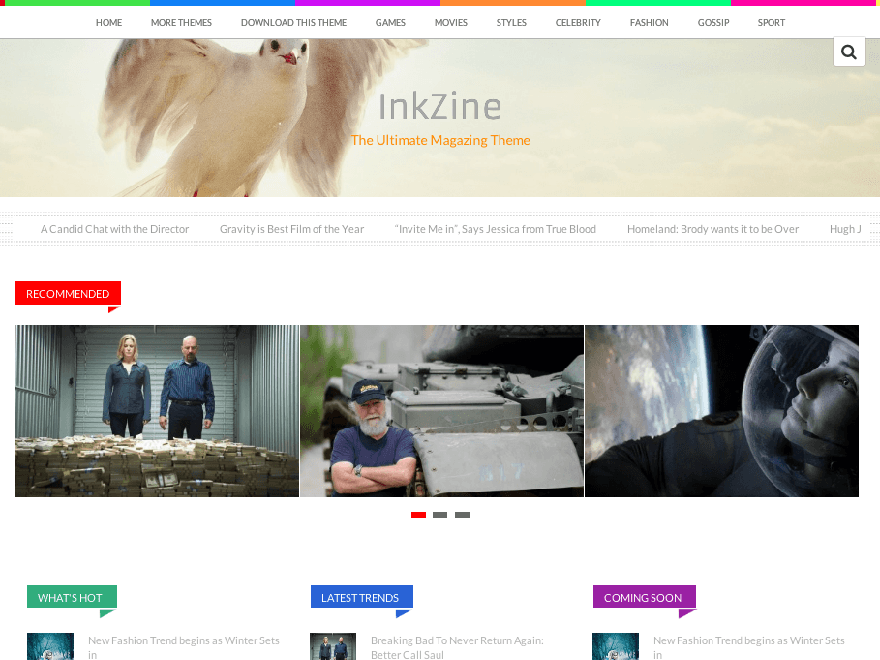 HOME MORE THEMES DOWNLOAD THIS THEME GAMES MOVIES STYLES CELEBRITY FASHION GOSSIP SPORT
InkZine
The Ultimate Magazing Theme
A Candid Chat with the Director Gravity is Best Film of the Year "Invite Me in", Says Jessica from True Blood Homeland: Brody wants it to be Over Hugh J
RECOMMENDED
WHAT'S HOT LATEST TRENDS COMING SOON
New Fashion Trend begins as Winter Sets
in
Breaking Bad To Never Return Again:
Better Call Saul
New Fashion Trend begins as Winter Sets
in